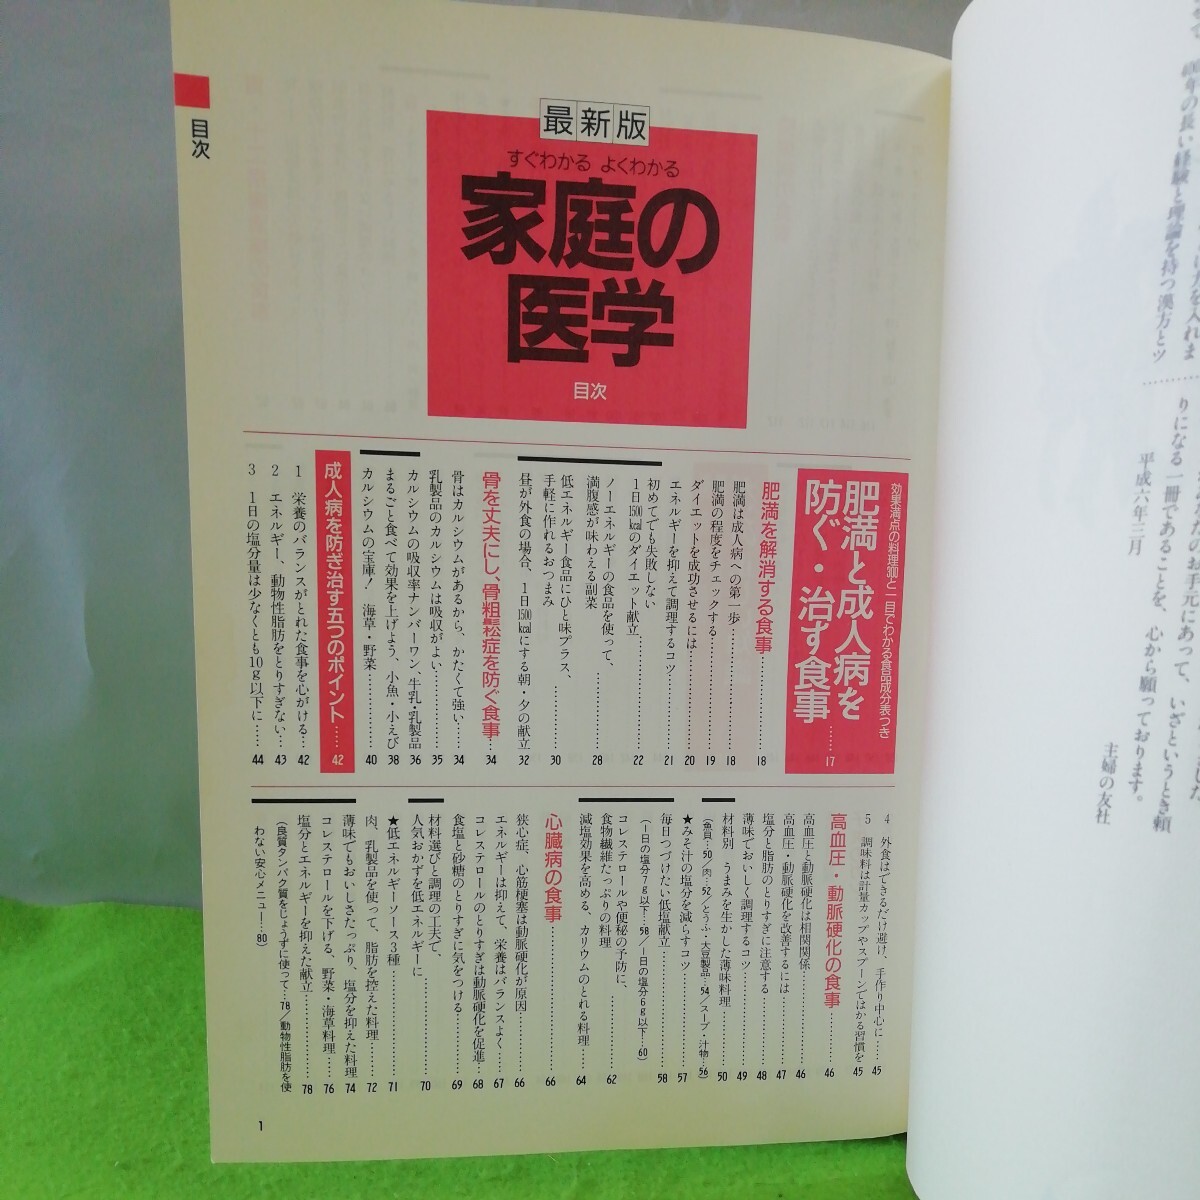 目次
最新版
すぐわかる よくわかる
家庭の
医学
目次
効果満点の料理300と一目でわかる食品成分表つき
肥満と成人病を
防ぐ・治す食事……17
肥満を解消する食事……18
肥満は成人病への第一歩……18
肥満の程度をチェックする……19
ダイエットを成功させるには……20
エネルギーを抑えて調理するコツ……21
初めてでも失敗しない
1日1500kcalのダイエット献立……22
ノーエネルギーの食品を使って、
満腹感が味わえる副菜……28
低エネルギー食品にひと味プラス、
手軽に作れるおつまみ……30
昼が外食の場合、1日1500kcalにする朝・夕の献立 32
骨を丈夫にし、骨粗鬆症を防ぐ食事…34
骨はカルシウムがあるから、かたくて強い……34
乳製品のカルシウムは吸収がよい……35
カルシウムの吸収率ナンバーワン、牛乳・乳製品 36
まるごと食べて効果を上げよう、小魚・小えび 38
カルシウムの宝庫! 海草・野菜……40
成人病を防ぎ治す五つのポイント……42
1 栄養のバランスがとれた食事を心がける……42
2 エネルギー、動物性脂肪をとりすぎない……43
3 1日の塩分量は少なくとも10g以下に……44
4 外食はできるだけ避け、手作り中心に……45
5 調味料は計量カップやスプーンではかる習慣を 45
高血圧・動脈硬化の食事……46
高血圧と動脈硬化は相関関係……46
高血圧・動脈硬化を改善するには……47
塩分と脂肪のとりすぎに注意する……48
薄味でおいしく調理するコツ……49
材料別 うまみを生かした薄味料理……50
(魚貝…50/肉…52/とうふ・大豆製品…54/スープ・汁物…56)
★みそ汁の塩分を減らすコツ……57
毎日つづけたい低塩献立……58
(1日の塩分7g以下…58/1日の塩分6g以下…60)
コレステロールや便秘の予防に、
食物繊維たっぷりの料理……62
減塩効果を高める、カリウムのとれる料理……64
心臓病の食事……66
狭心症、心筋梗塞は動脈硬化が原因……66
エネルギーは抑えて、栄養はバランスよく……67
コレステロールのとりすぎは動脈硬化を促進…68
食塩と砂糖のとりすぎに気をつける……69
材料選びと調理の工夫で、
人気おかずを低エネルギーに……70
★低エネルギーソース3種……71
肉、乳製品を使って、脂肪を控えた料理……72
薄味でもおいしさたっぷり、塩分を抑えた料理 74
コレステロールを下げる、野菜・海草料理……76
塩分とエネルギーを抑えた献立……78
(良質タンパク質をじょうずに使って…78/動物性脂肪を使
わない安心メニュー…80)
1
年の長い経験と理論を持つ漢方とツ
りになる一冊であることを、心から願っております。
平成六年三月
主婦の友社